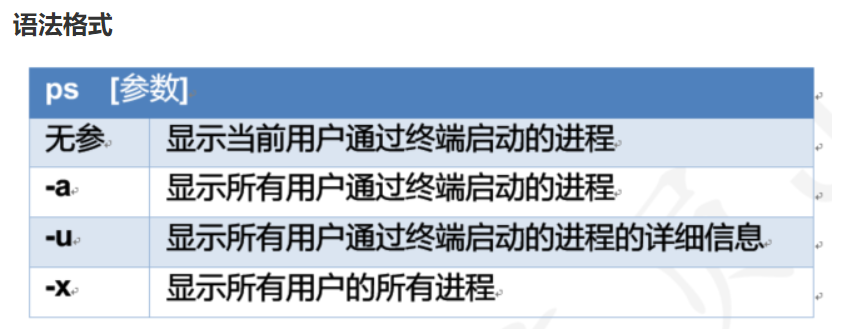 语法格式
ps [参数]
无参 显示当前用户通过终端启动的进程
-a 显示所有用户通过终端启动的进程
-u 显示所有用户通过终端启动的进程的详细信息
-x 显示所有用户的所有进程